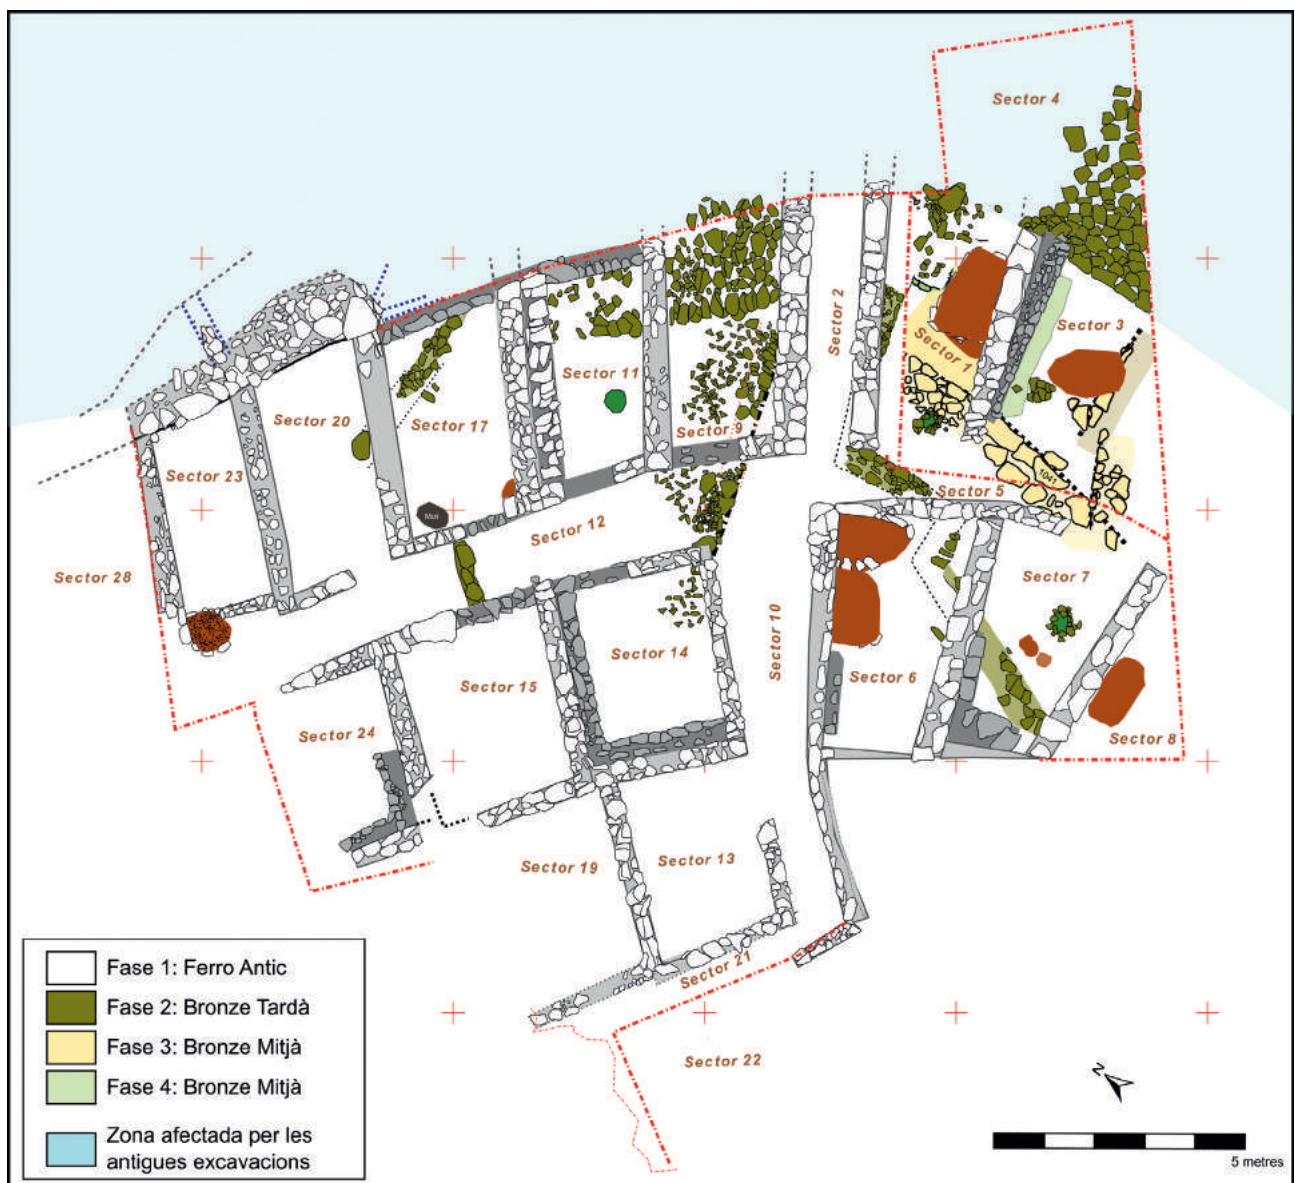 Sector 4
Sector 2
Sector 3
Sector 1
Sector 11
Sector 20
Sector 17
Sector 9
Sector 23
1041
Sector 5
Mur
Sector 12
Sector 28
Sector 7
Sector 10
Sector 14
Sector 6
Sector 15
Sector 24
Sector 8
Sector 19
Sector 13
Sector 21
Sector 22
Fase 1: Ferro Antic
Fase 2: Bronze Tardà
Fase 3: Bronze Mitjà
Fase 4: Bronze Mitjà
Zona afectada per les
antigues excavacions
N
5 metres